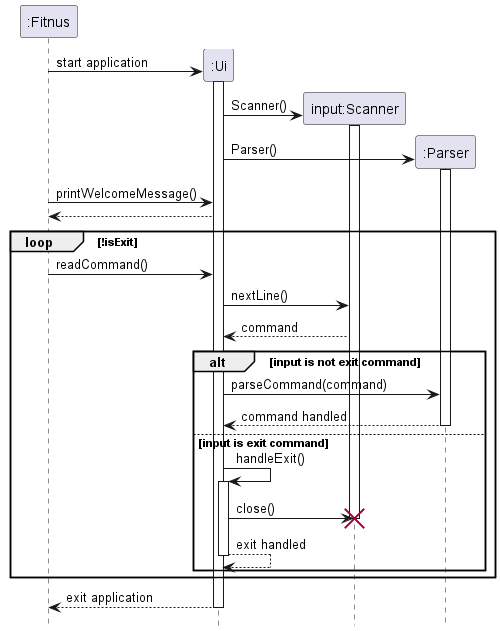 :Fitnus
start application
:Ui
Scanner()
input:Scanner
Parser()
:Parser
printWelcomeMessage()
loop [!isExit]
readCommand()
nextLine()
command
alt [input is not exit command]
parseCommand(command)
command handled
[input is exit command]
handleExit()
close()
exit handled
exit application